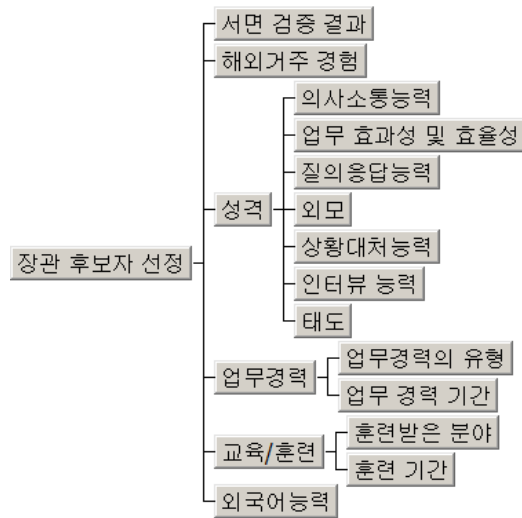 서면 검증 결과
해외거주 경험
의사소통능력
업무 효과성 및 효율성
질의응답능력
성격
외모
상황대처능력
장관 후보자 선정
인터뷰 능력
태도
업무경력의 유형
업무경력
업무 경력 기간
훈련받은 분야
교육/훈련
훈련 기간
외국어능력